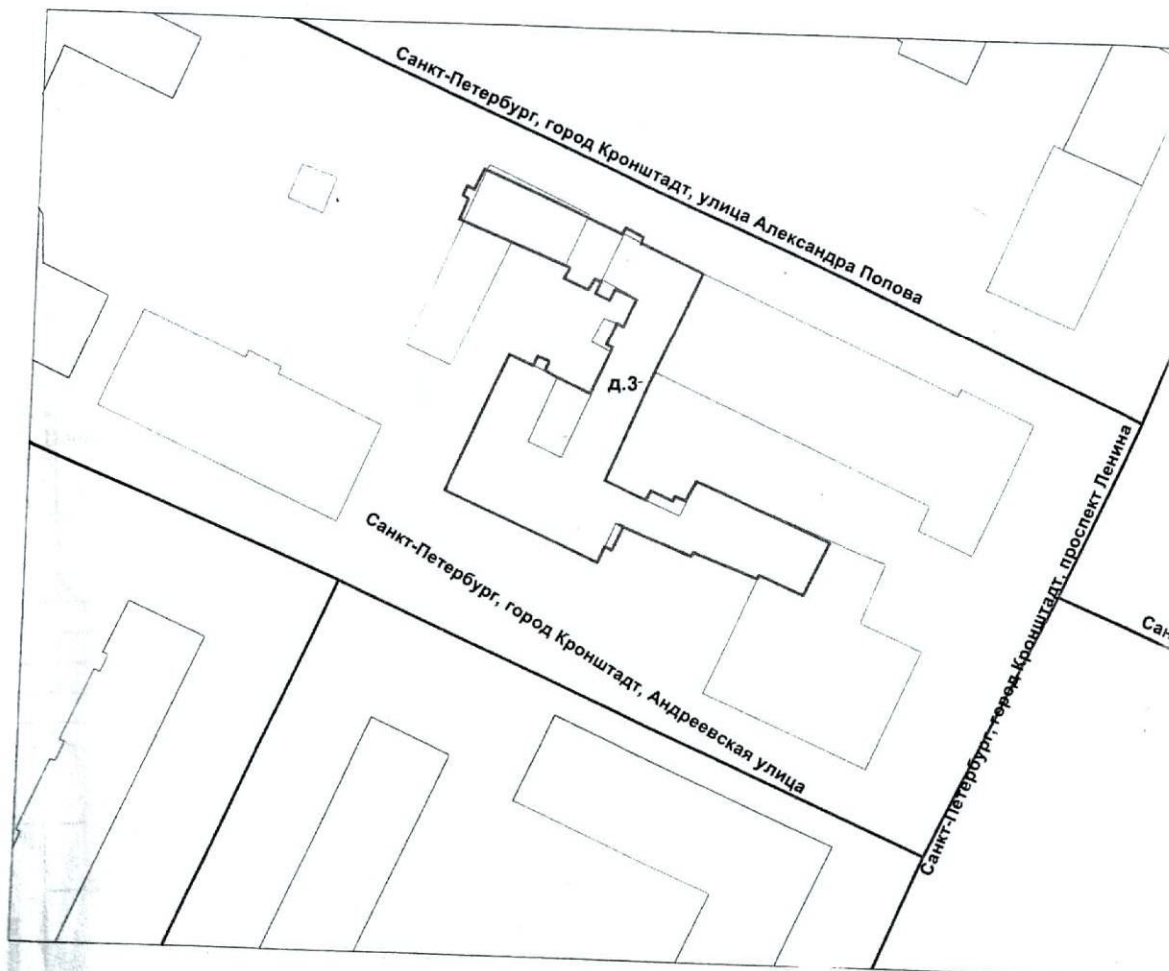 Санкт-Петербург, город Кронштадт, улица Александра Попова
д.3
Санкт-Петербург, город Кронштадт, проспект Ленина
Санкт-Петербург, город Кронштадт, Андреевская улица